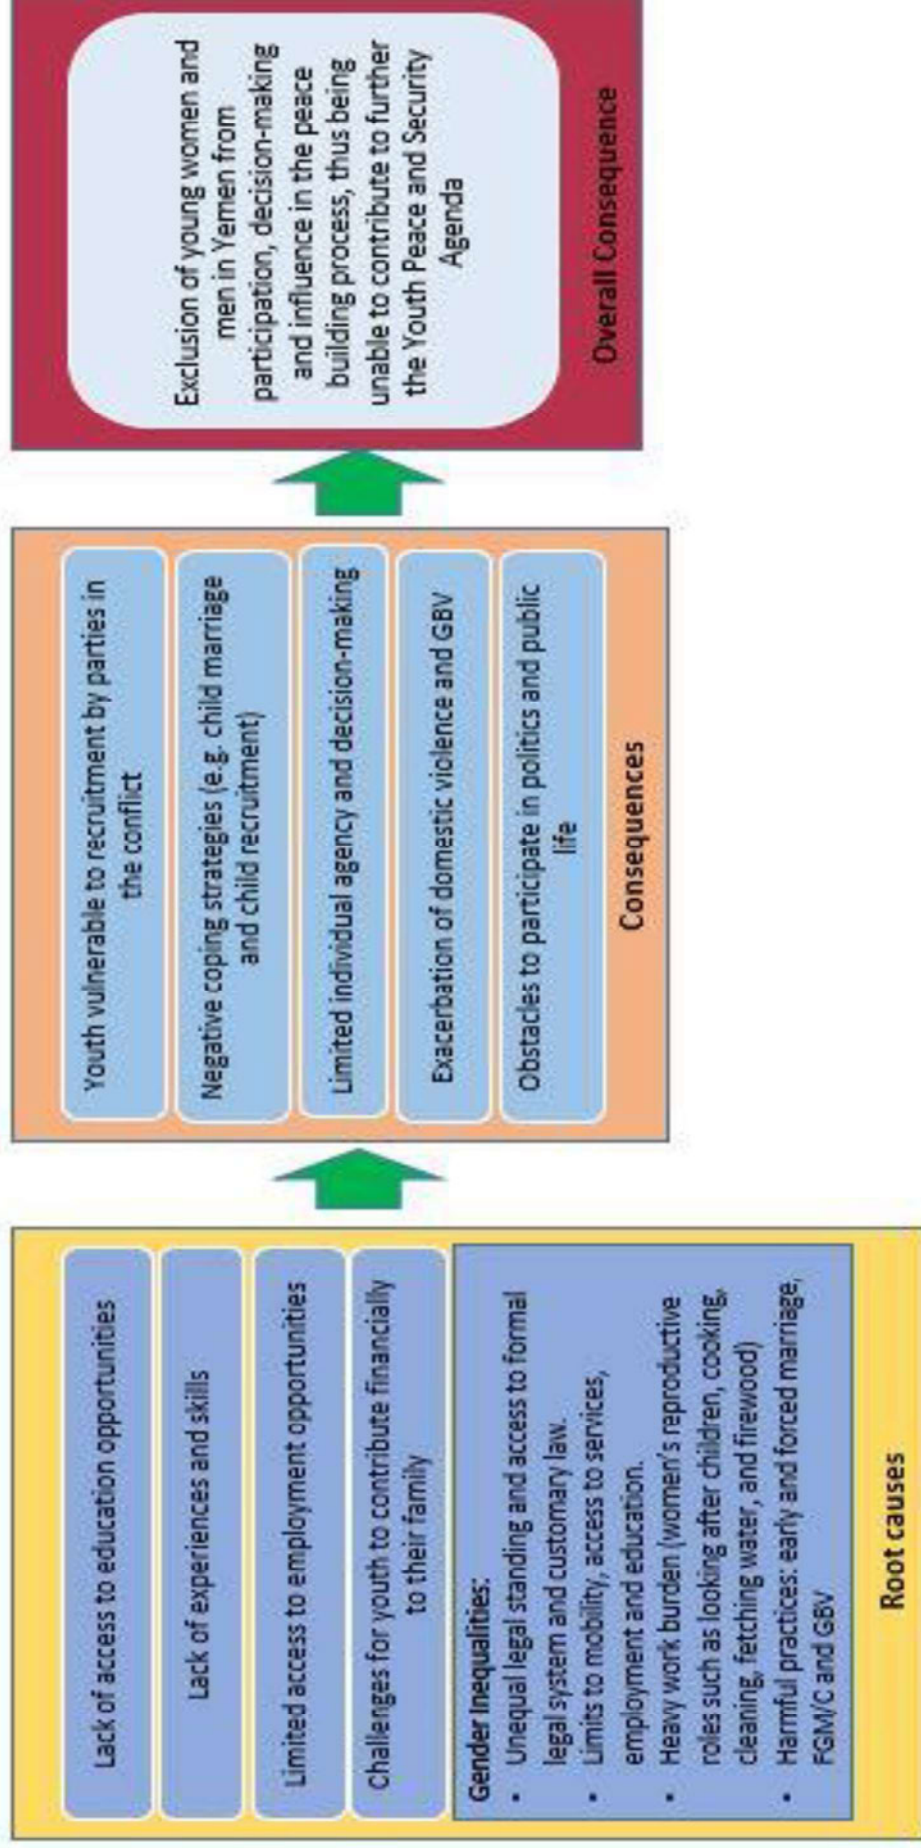 Lack of access to education opportunities
Lack of experiences and skills
Limited access to employment opportunities
Challenges for youth to contribute financially
to their family
Gender Inequalities:
• Unequal legal standing and access to formal
legal system and customary law.
• Limits to mobility, access to services,
employment and education.
• Heavy work burden (women's reproductive
roles such as looking after children, cooking,
cleaning, fetching water, and firewood)
• Harmful practices: early and forced marriage,
FGM/C and GBV
Root causes
Youth vulnerable to recruitment by parties in
the conflict
Negative coping strategies (e.g. child marriage
and child recruitment)
Limited individual agency and decision-making
Exacerbation of domestic violence and GBV
Obstacles to participate in politics and public
life
Consequences
Exclusion of young women and
men in Yemen from
participation, decision-making
and influence in the peace
building process, thus being
unable to contribute to further
the Youth Peace and Security
Agenda
Overall Consequence